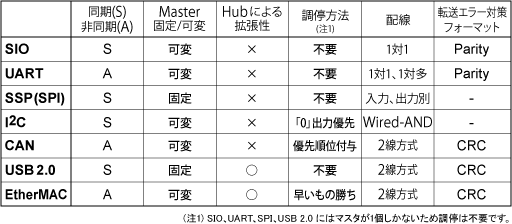 同期(S) 非同期(A) Master 固定/可変 Hubによる 拡張性 調停方法 (注1) 配線 転送エラー対策 フォーマット
SIO S 可変 × 不要 1対1 Parity
UART A 可変 × 不要 1対1、1対多 Parity
SSP(SPI) S 固定 × 不要 入力、出力別 -
I2C S 可変 × 「0」出力優先 Wired-AND -
CAN A 可変 × 優先順位付与 2線方式 CRC
USB 2.0 S 固定 ○ 不要 2線方式 CRC
EtherMAC A 可変 ○ 早いもの勝ち 2線方式 CRC
(注1) SIO、UART、SPI、USB 2.0 にはマスタが1個しかないため調停は不要です。